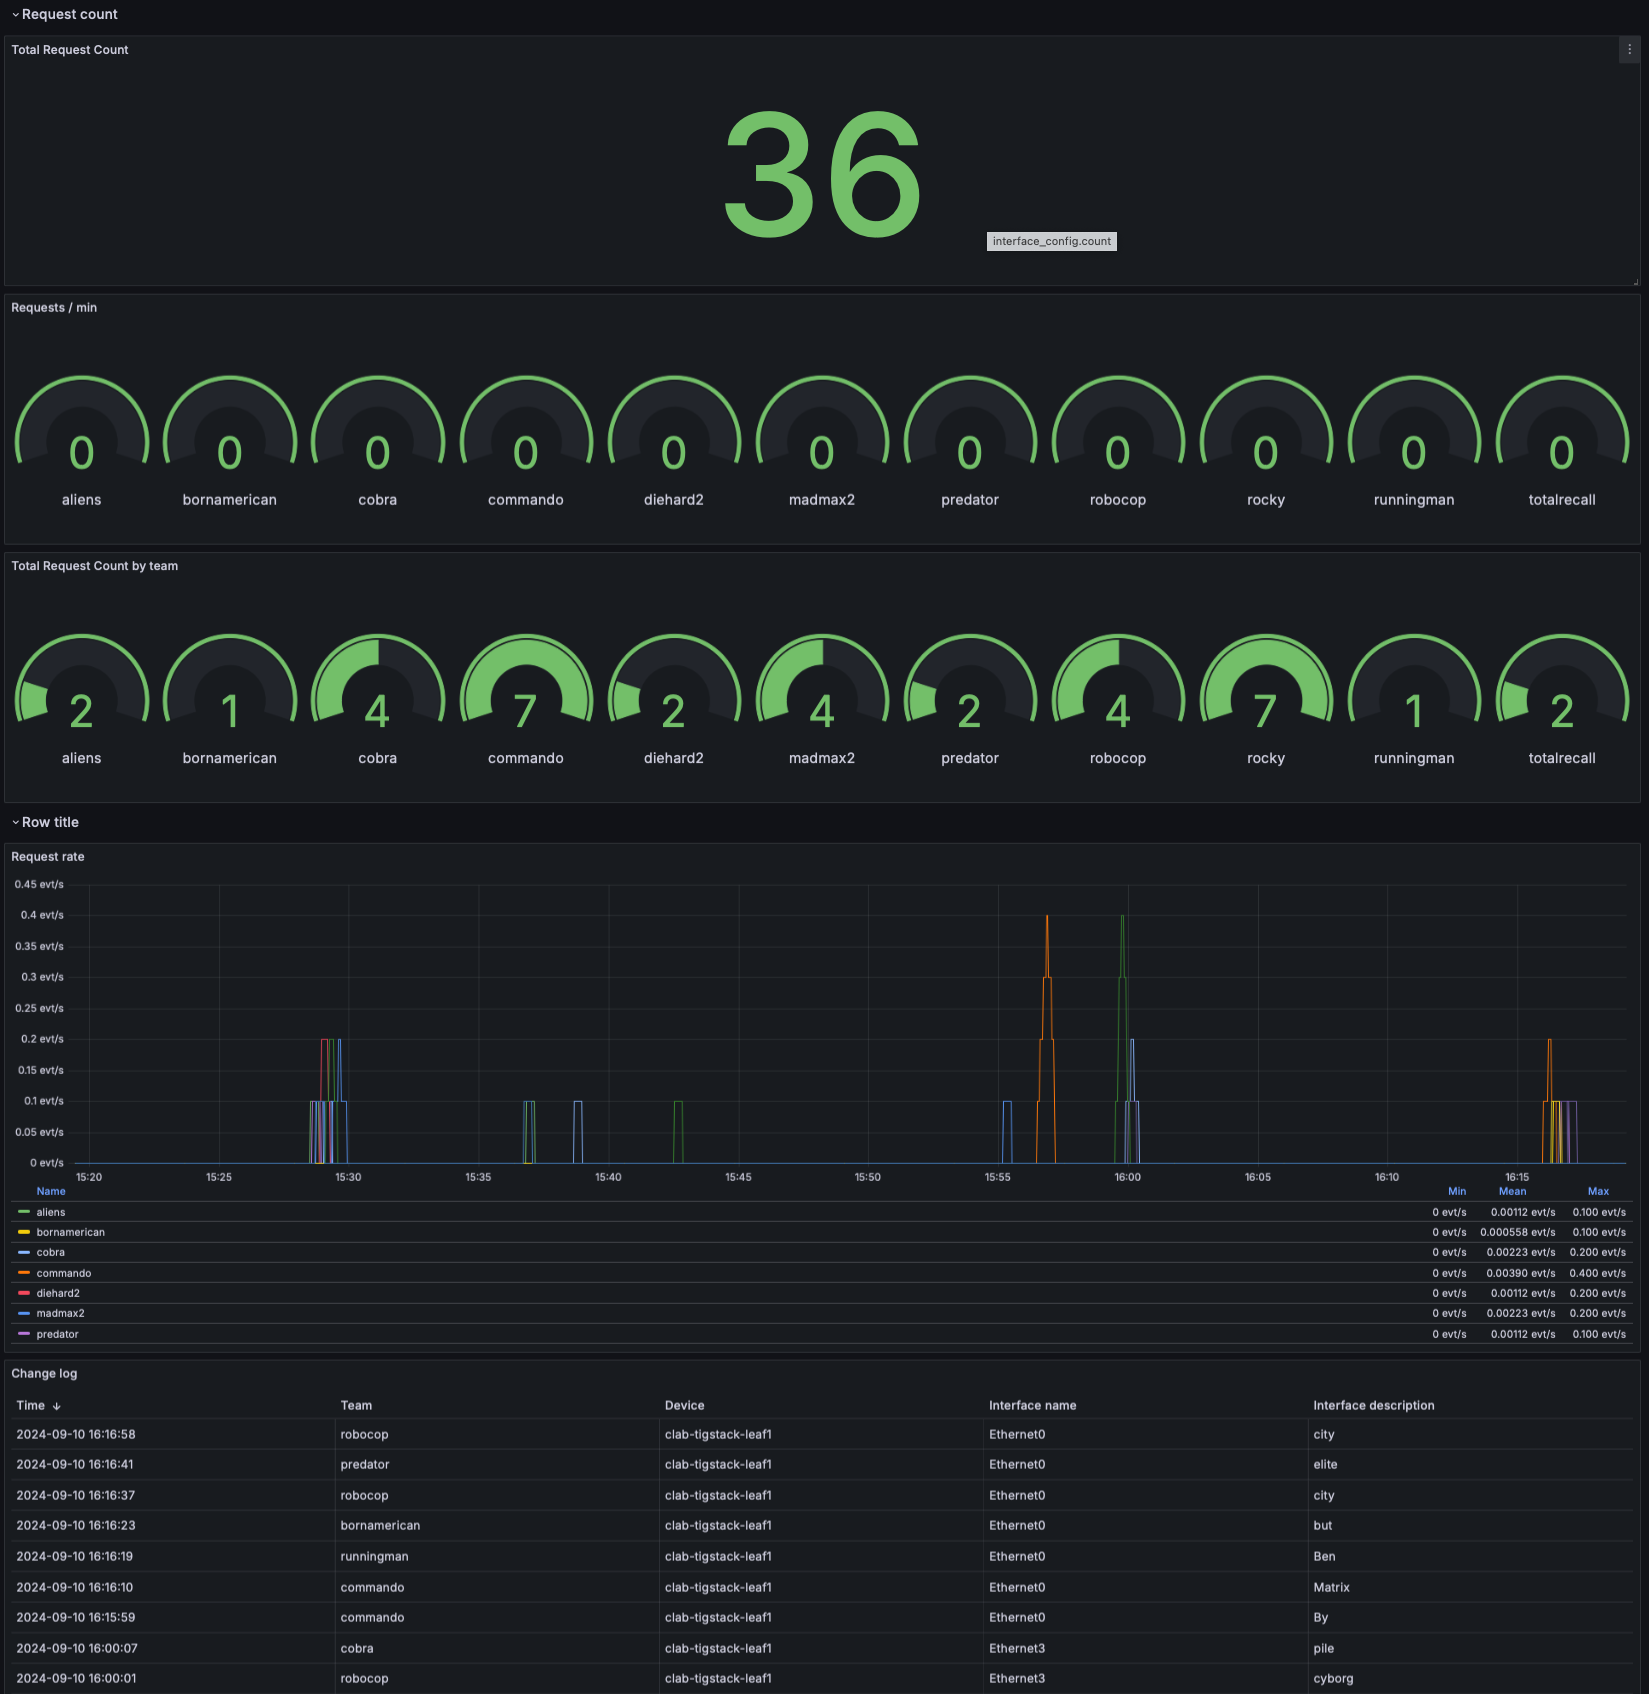 Request count
Total Request Count
36
interface_config.count
Requests / min
0 0 0 0 0 0 0 0 0 0 0
aliens bornamerican cobra commando diehard2 madmax2 predator robocop rocky runningman totalrecall
Total Request Count by team
2 1 4 7 2 4 2 4 7 1 2
aliens bornamerican cobra commando diehard2 madmax2 predator robocop rocky runningman totalrecall
Row title
Request rate
0.45 evt/s
0.4 evt/s
0.35 evt/s
0.3 evt/s
0.25 evt/s
0.2 evt/s
0.15 evt/s
0.1 evt/s
0.05 evt/s
0 evt/s
15:20 15:25 15:30 15:35 15:40 15:45 15:50 15:55 16:00 16:05 16:10 16:15
Name Min Mean Max
aliens 0 evt/s 0.00112 evt/s 0.100 evt/s
bornamerican 0 evt/s 0.000558 evt/s 0.100 evt/s
cobra 0 evt/s 0.00223 evt/s 0.200 evt/s
commando 0 evt/s 0.00390 evt/s 0.400 evt/s
diehard2 0 evt/s 0.00112 evt/s 0.200 evt/s
madmax2 0 evt/s 0.00223 evt/s 0.200 evt/s
predator 0 evt/s 0.00112 evt/s 0.100 evt/s
Change log
Time ↓ Team Device Interface name Interface description
2024-09-10 16:16:58 robocop clab-tigstack-leaf1 Ethernet0 city
2024-09-10 16:16:41 predator clab-tigstack-leaf1 Ethernet0 elite
2024-09-10 16:16:37 robocop clab-tigstack-leaf1 Ethernet0 city
2024-09-10 16:16:23 bornamerican clab-tigstack-leaf1 Ethernet0 but
2024-09-10 16:16:19 runningman clab-tigstack-leaf1 Ethernet0 Ben
2024-09-10 16:16:10 commando clab-tigstack-leaf1 Ethernet0 Matrix
2024-09-10 16:15:59 commando clab-tigstack-leaf1 Ethernet0 By
2024-09-10 16:00:07 cobra clab-tigstack-leaf1 Ethernet3 pile
2024-09-10 16:00:01 robocop clab-tigstack-leaf1 Ethernet3 cyborg